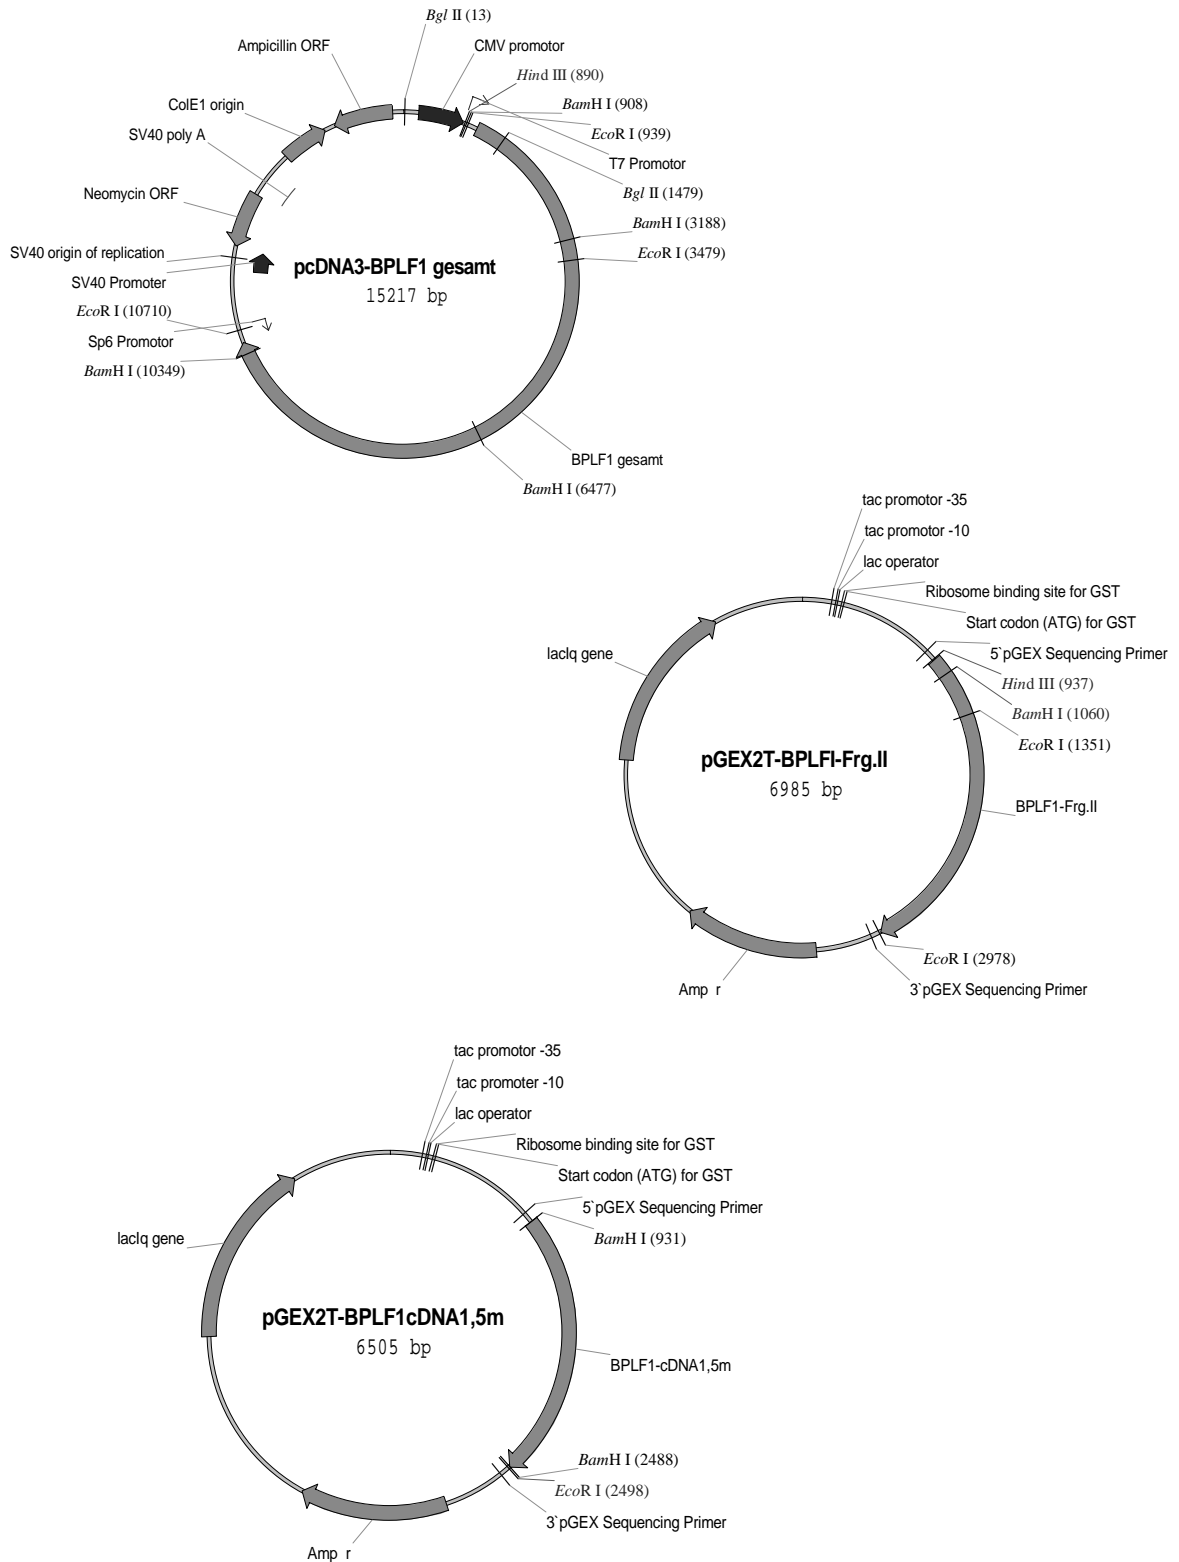 Bgl II (13)
Ampicillin ORF
CMV promotor
Hind III (890)
ColE1 origin
BamH I (908)
SV40 poly A
EcoR I (939)
T7 Promotor
Neomycin ORF
Bgl II (1479)
BamH I (3188)
SV40 origin of replication
EcoR I (3479)
pcDNA3-BPLF1 gesamt
SV40 Promoter
15217 bp
EcoR I (10710)
Sp6 Promotor
BamH I (10349)
BPLF1 gesamt
BamH I (6477)
tac promotor -35
tac promotor -10
lac operator
Ribosome binding site for GST
Start codon (ATG) for GST
5`pGEX Sequencing Primer
lacIq gene
Hind III (937)
BamH I (1060)
EcoR I (1351)
pGEX2T-BPLFI-Frg.II
6985 bp
BPLF1-Frg.II
EcoR I (2978)
Amp r
3`pGEX Sequencing Primer
tac promotor -35
tac promoter -10
lac operator
Ribosome binding site for GST
Start codon (ATG) for GST
5`pGEX Sequencing Primer
lacIq gene
BamH I (931)
pGEX2T-BPLF1cDNA1,5m
6505 bp
BPLF1-cDNA1,5m
BamH I (2488)
EcoR I (2498)
3`pGEX Sequencing Primer
Amp r